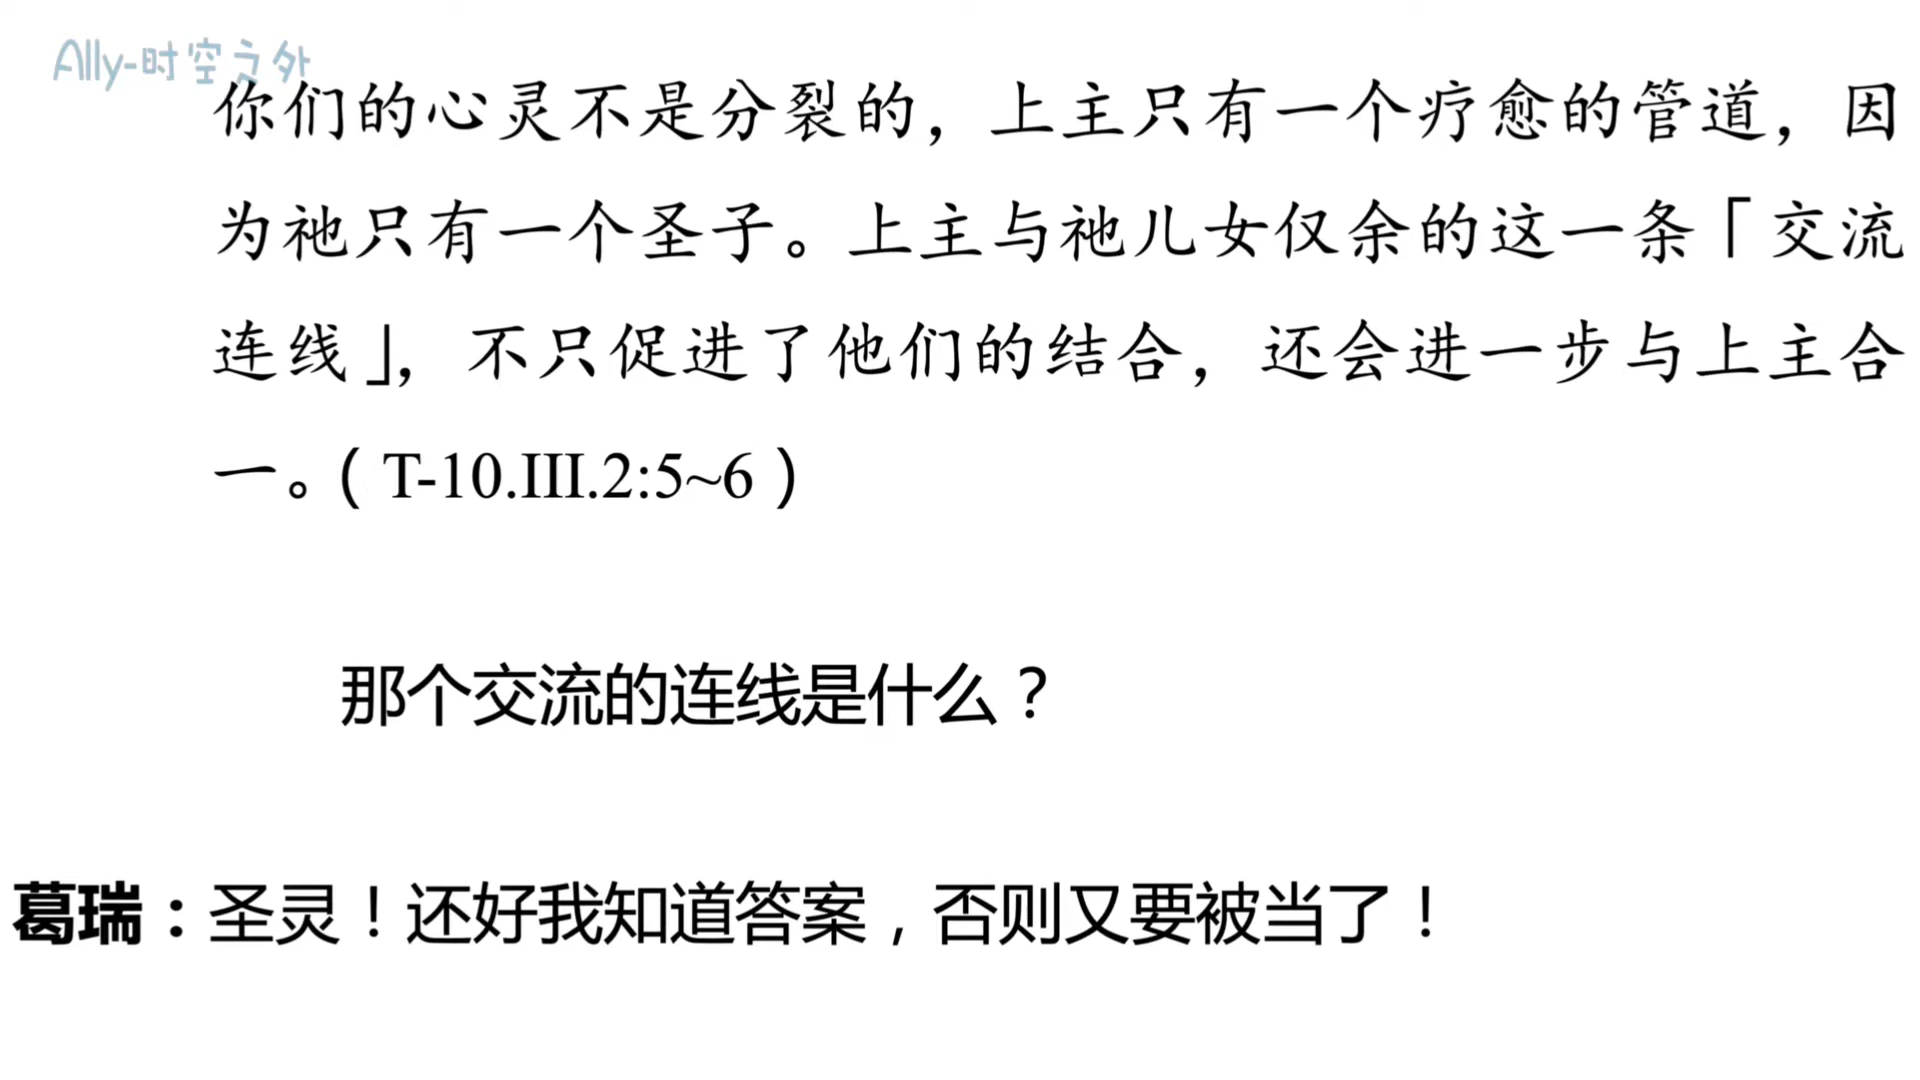 Ally-时空之外
你们的心灵不是分裂的，上主只有一个疗愈的管道，因
为祂只有一个圣子。上主与祂儿女仅余的这一条「交流
连线」，不只促进了他们的结合，还会进一步与上主合
一。（T-10.III.2:5~6）
那个交流的连线是什么？
葛瑞：圣灵！还好我知道答案，否则又要被当了！